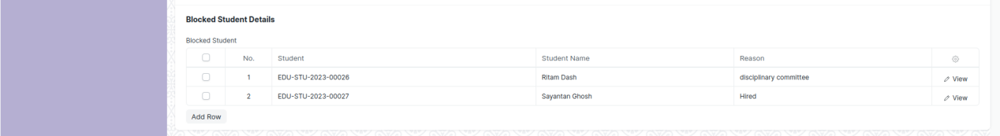 Blocked Student Details
Blocked Student
No. Student Student Name Reason
1 EDU-STU-2023-00026 Ritam Dash disciplinary committee View
2 EDU-STU-2023-00027 Sayantan Ghosh Hired View
Add Row